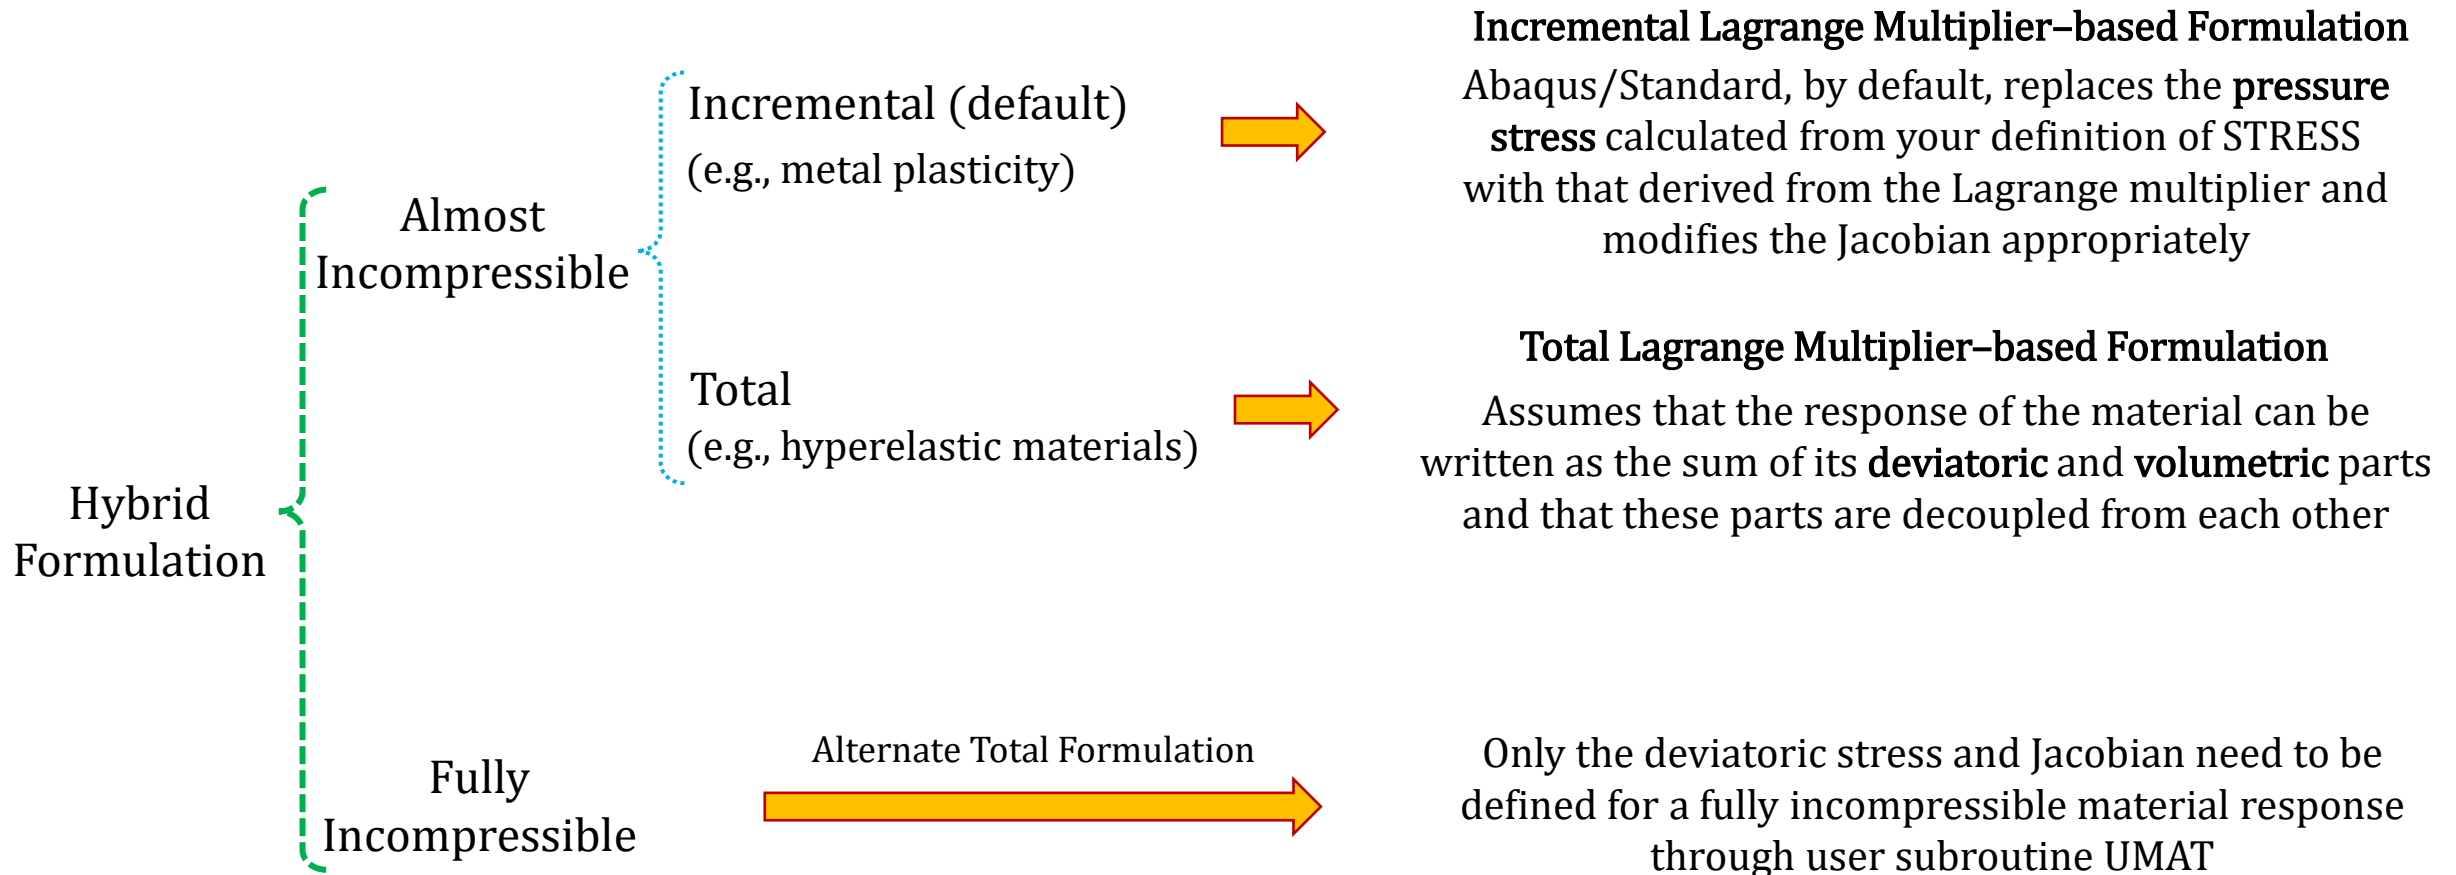 Incremental Lagrange Multiplier–based Formulation
Abaqus/Standard, by default, replaces the pressure
stress calculated from your definition of STRESS
with that derived from the Lagrange multiplier and
modifies the Jacobian appropriately
Incremental (default)
(e.g., metal plasticity)
Almost
Incompressible
Total Lagrange Multiplier–based Formulation
Assumes that the response of the material can be
written as the sum of its deviatoric and volumetric parts
and that these parts are decoupled from each other
Total
(e.g., hyperelastic materials)
Hybrid
Formulation
Fully
Incompressible
Alternate Total Formulation
Only the deviatoric stress and Jacobian need to be
defined for a fully incompressible material response
through user subroutine UMAT